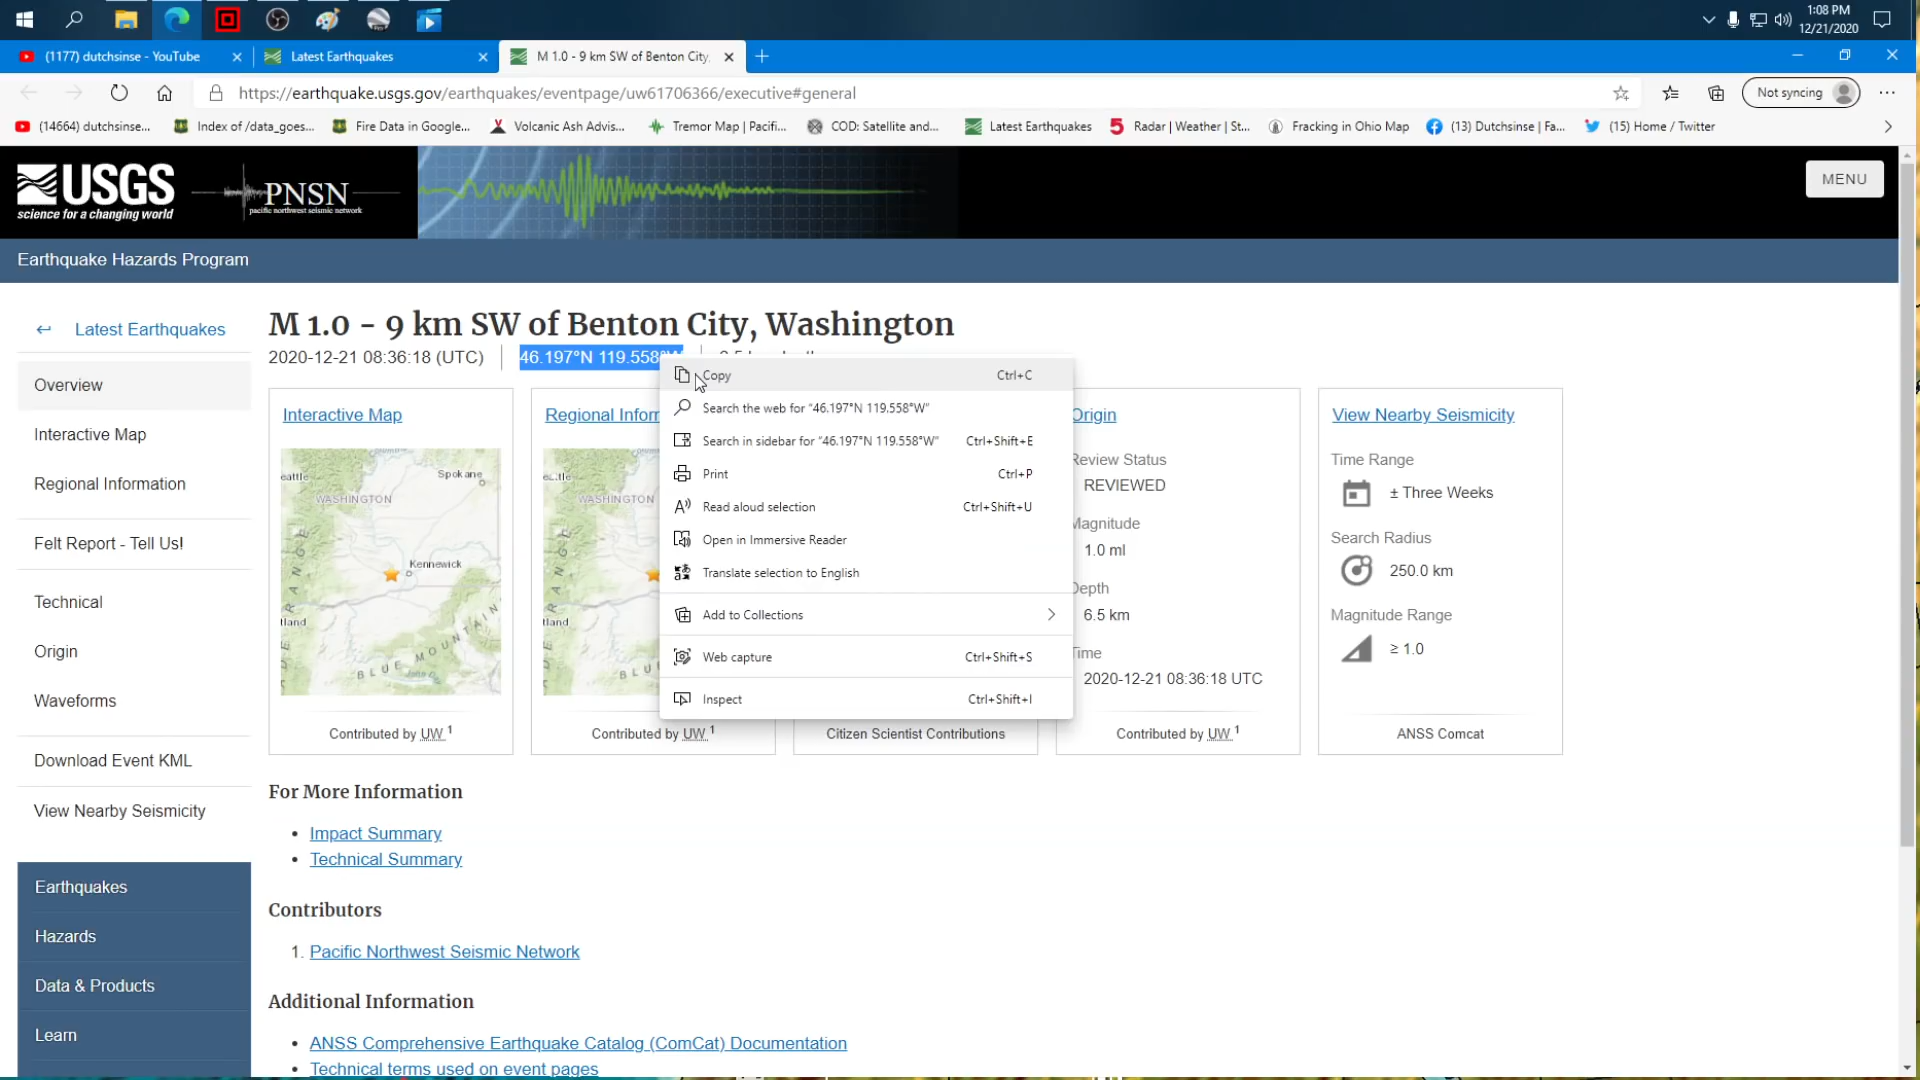 1:08 PM
12/21/2020
(1177) dutchsinse - YouTube
Latest Earthquakes
M 1.0 - 9 km SW of Benton City,
https://earthquake.usgs.gov/earthquakes/eventpage/uw61706366/executive#general
Not syncing
(14664) dutchsinse...
Index of /data_goes...
Fire Data in Google...
Volcanic Ash Advis...
Tremor Map | Pacifi...
COD: Satellite and...
Latest Earthquakes
Radar | Weather | St...
Fracking in Ohio Map
(13) Dutchsinse | Fa...
(15) Home / Twitter
USGS
science for a changing world
PNSN
pacific northwest seismic network
MENU
Earthquake Hazards Program
Latest Earthquakes
Overview
Interactive Map
Regional Information
Felt Report - Tell Us!
Technical
Origin
Waveforms
Download Event KML
View Nearby Seismicity
Earthquakes
Hazards
Data & Products
Learn
M 1.0 - 9 km SW of Benton City, Washington
2020-12-21 08:36:18 (UTC)
46.197°N 119.558°W
Interactive Map
eattle
Spokane
WASHINGTON
RANGE
Kennewick
tland
BLUE MOUNTAIN
Contributed by UW 1
Regional Inforr
WASHINGTON
RANGE
tland
Contributed by UW 1
Copy Ctrl+C
Search the web for "46.197°N 119.558°W"
Search in sidebar for "46.197°N 119.558°W" Ctrl+Shift+E
Print Ctrl+P
Read aloud selection Ctrl+Shift+U
Open in Immersive Reader
Translate selection to English
Add to Collections
Web capture Ctrl+Shift+S
Inspect Ctrl+Shift+I
Citizen Scientist Contributions
Origin
Review Status
REVIEWED
Magnitude
1.0 ml
Depth
6.5 km
Time
2020-12-21 08:36:18 UTC
Contributed by UW 1
View Nearby Seismicity
Time Range
± Three Weeks
Search Radius
250.0 km
Magnitude Range
≥ 1.0
ANSS Comcat
For More Information
• Impact Summary
• Technical Summary
Contributors
1. Pacific Northwest Seismic Network
Additional Information
• ANSS Comprehensive Earthquake Catalog (ComCat) Documentation
• Technical terms used on event pages